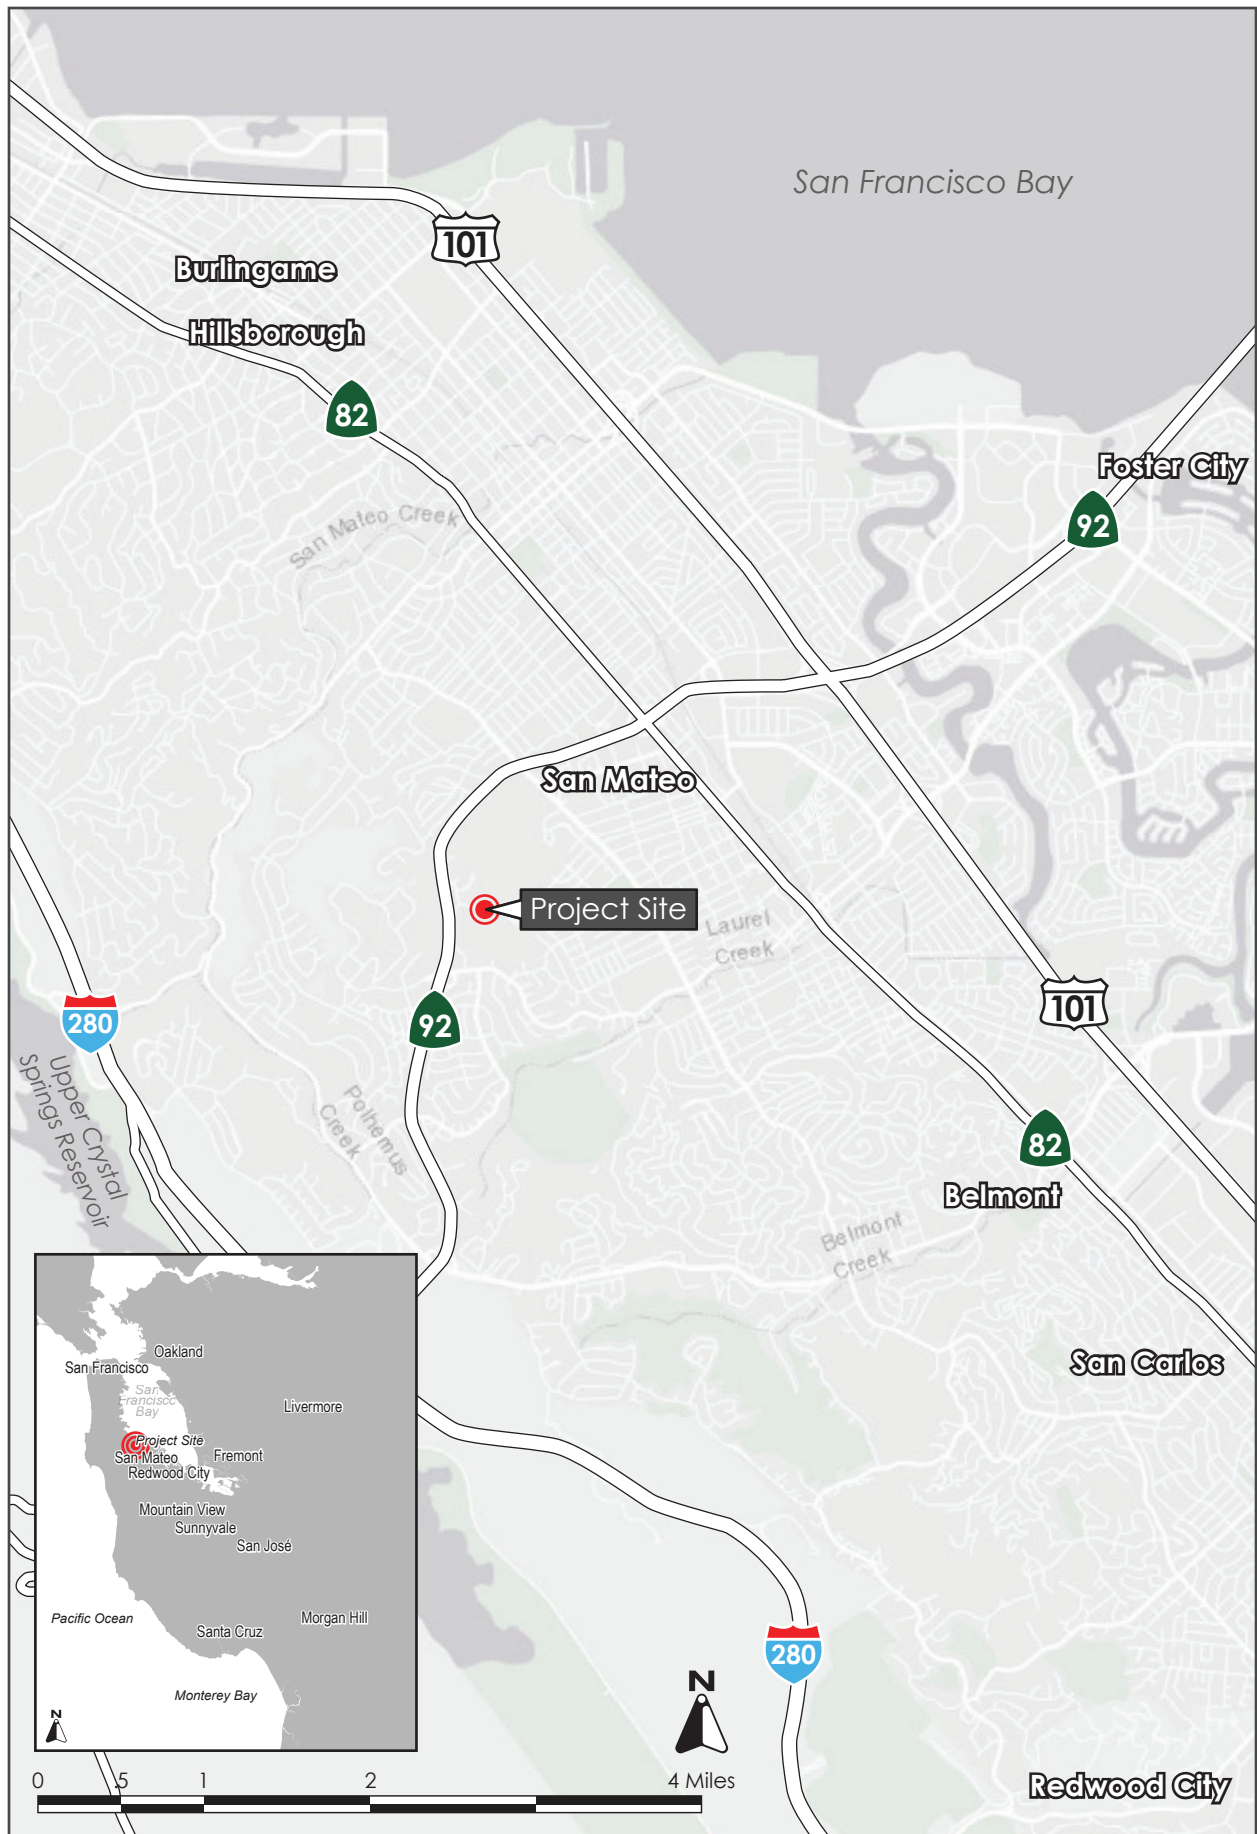 San Francisco Bay
101
Burlingame
Hillsborough
82
Foster City
92
San Mateo Creek
San Mateo
Project Site
Laurel
Creek
280
92
101
Upper Crystal
Springs Reservoir
Polhemus
Creek
82
Belmont
Belmont
Creek
San Carlos
Oakland
San Francisco
San
Francisco
Bay
Livermore
Project Site
San Mateo
Fremont
Redwood City
Mountain View
Sunnyvale
San José
Pacific Ocean
Morgan Hill
Santa Cruz
Monterey Bay
N
280
N
0 .5 1 2 4 Miles
Redwood City